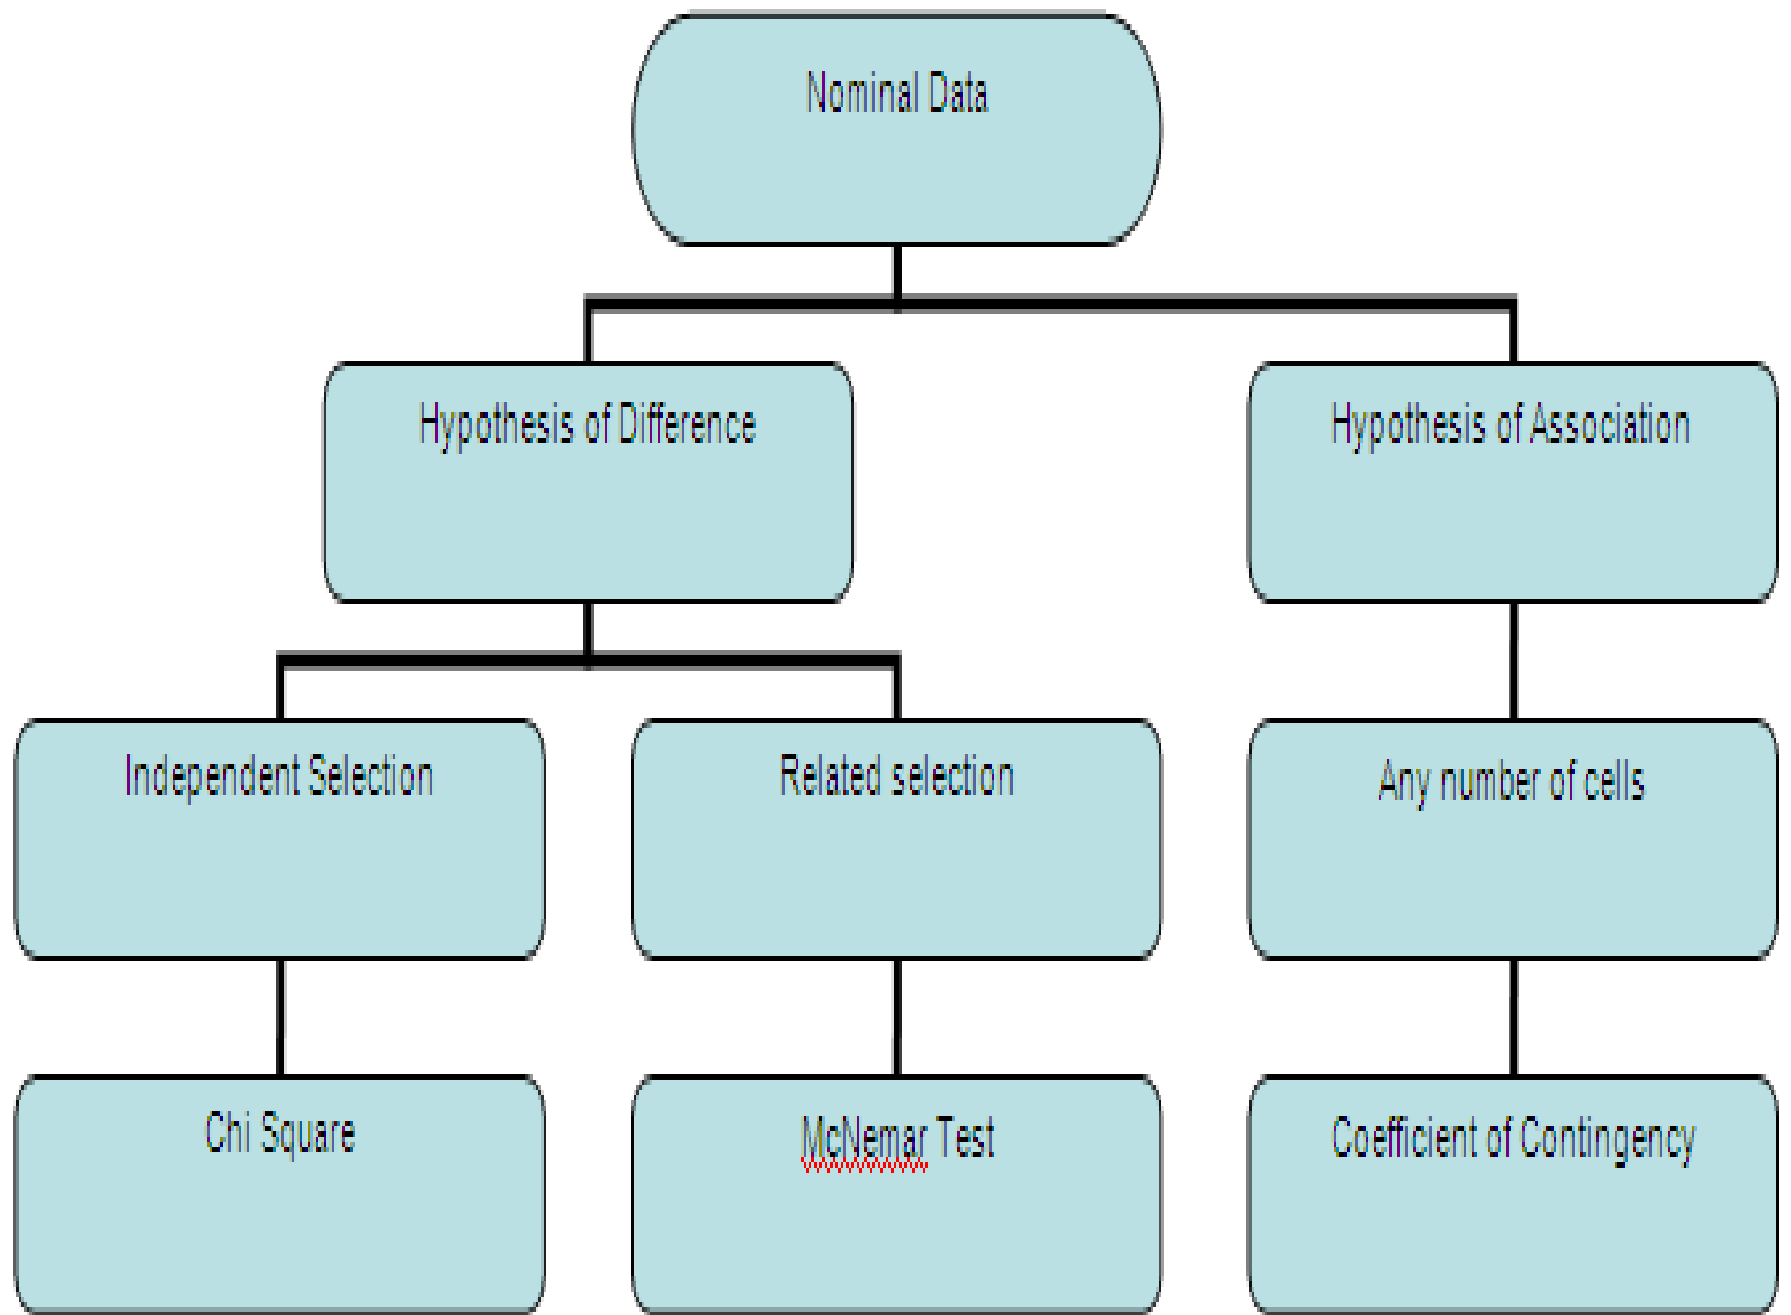 Nominal Data
Hypothesis of Difference
Hypothesis of Association
Independent Selection
Related selection
Any number of cells
Chi Square
McNemar Test
Coefficient of Contingency